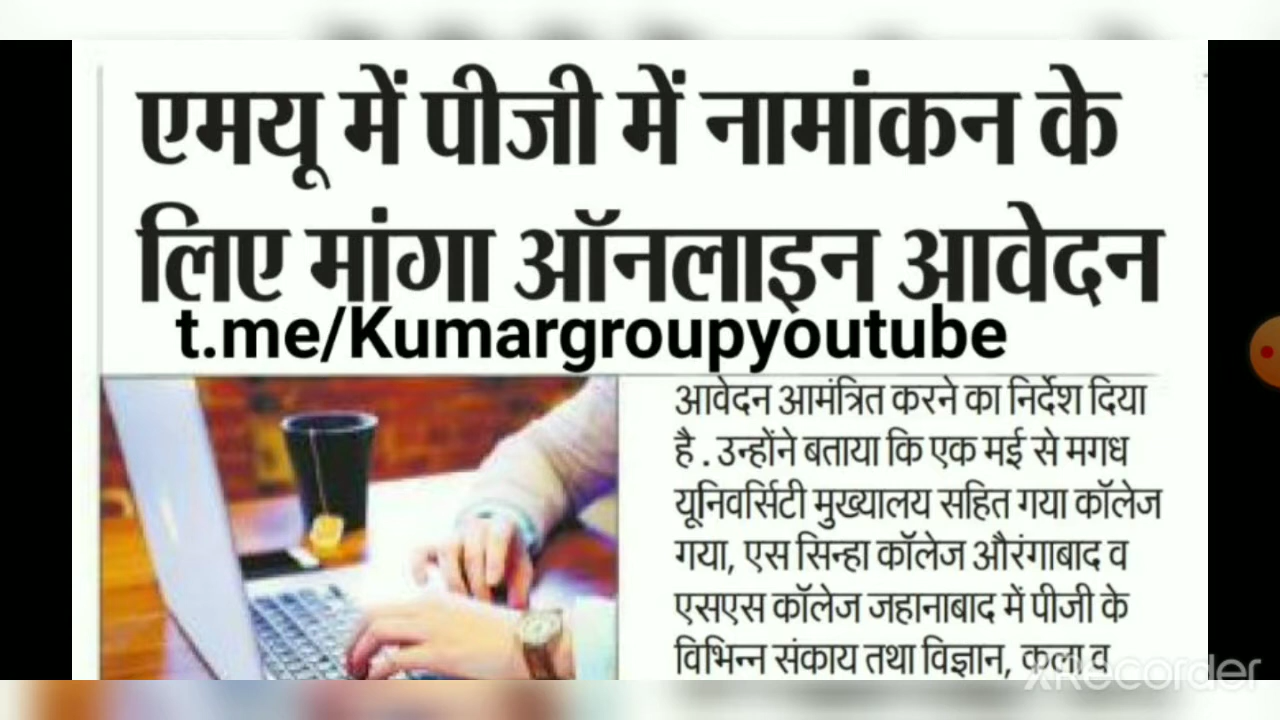 एमयू में पीजी में नामांकन के
लिए मांगा ऑनलाइन आवेदन
t.me/Kumargroupyoutube
आवेदन आमंत्रित करने का निर्देश दिया
है . उन्होंने बताया कि एक मई से मगध
यूनिवर्सिटी मुख्यालय सहित गया कॉलेज
गया, एस सिन्हा कॉलेज औरंगाबाद व
एसएस कॉलेज जहानाबाद में पीजी के
विभिन्न संकाय तथा विज्ञान, कला व
XRecorder